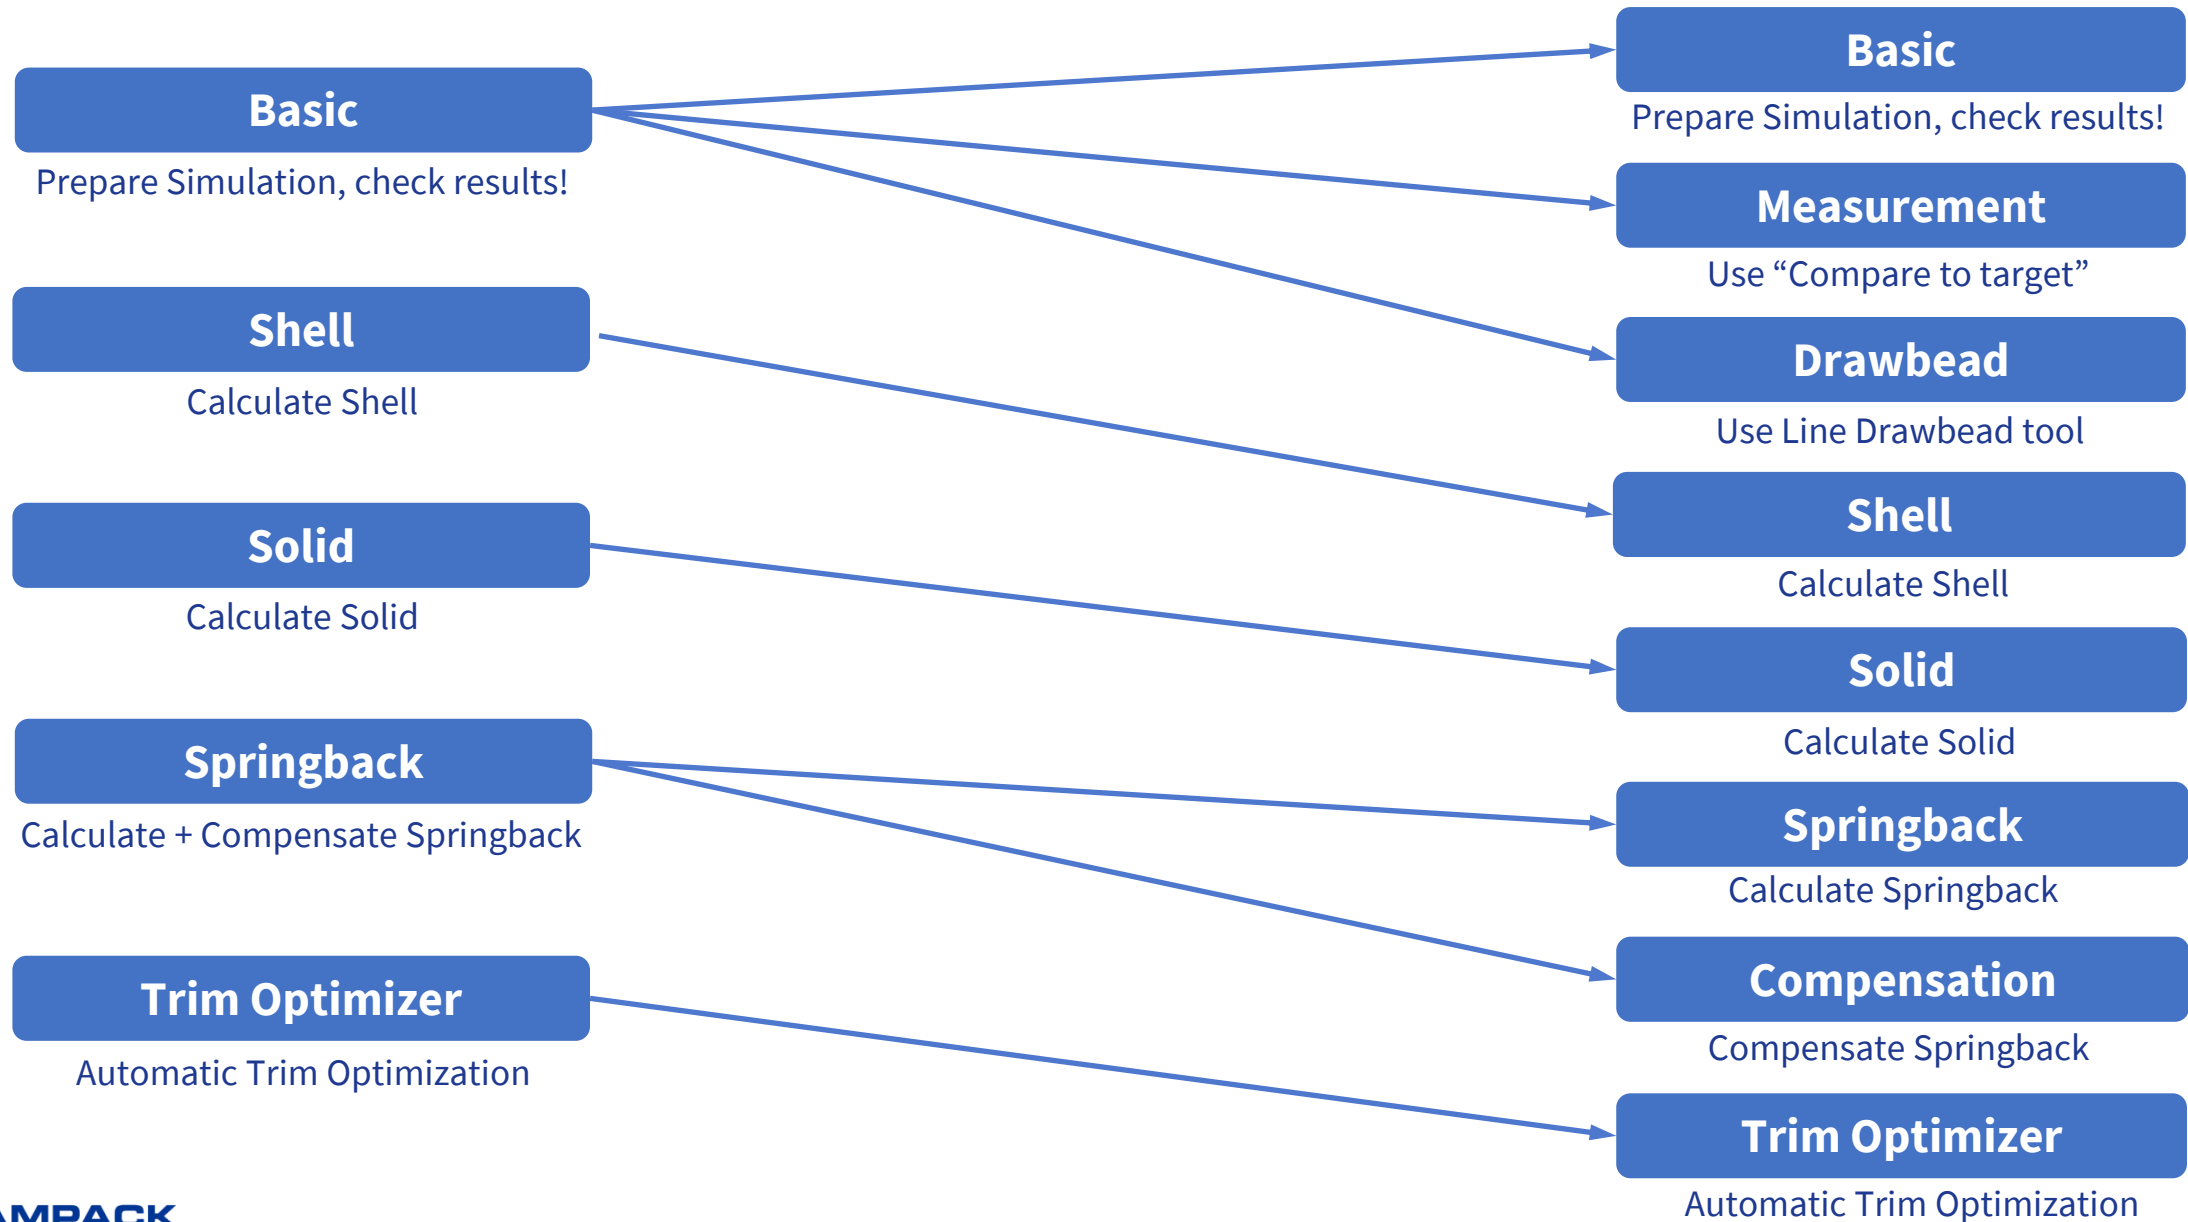 Basic
Prepare Simulation, check results!
Shell
Calculate Shell
Solid
Calculate Solid
Springback
Calculate + Compensate Springback
Trim Optimizer
Automatic Trim Optimization
AMPACK
Basic
Prepare Simulation, check results!
Measurement
Use “Compare to target”
Drawbead
Use Line Drawbead tool
Shell
Calculate Shell
Solid
Calculate Solid
Springback
Calculate Springback
Compensation
Compensate Springback
Trim Optimizer
Automatic Trim Optimization